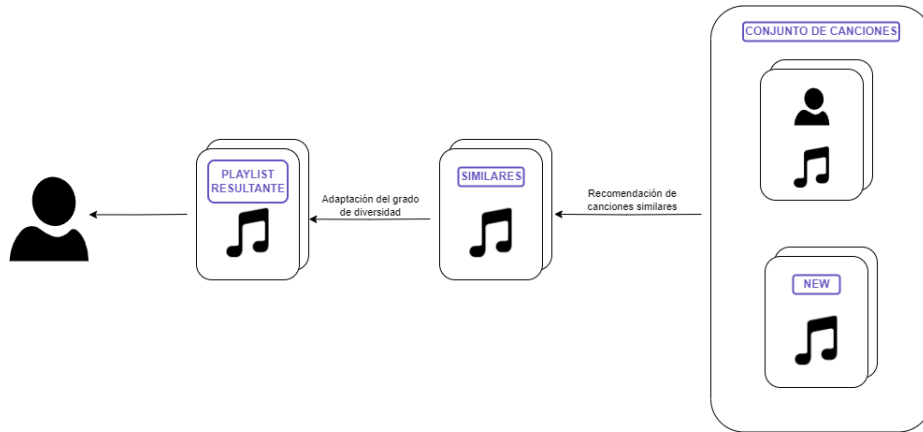 CONJUNTO DE CANCIONES
PLAYLIST
RESULTANTE
SIMILARES
Adaptación del grado
de diversidad
Recomendación de
canciones similares
NEW